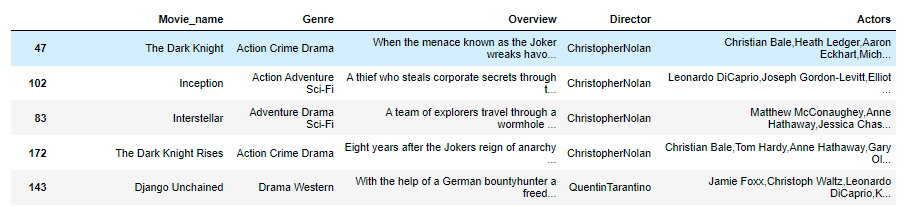 Movie_name Genre Overview Director Actors
47 The Dark Knight Action Crime Drama When the menace known as the Joker wreaks havo... ChristopherNolan Christian Bale,Heath Ledger,Aaron Eckhart,Mich...
102 Inception Action Adventure Sci-Fi A thief who steals corporate secrets through t... ChristopherNolan Leonardo DiCaprio,Joseph Gordon-Levitt,Elliot ...
83 Interstellar Adventure Drama Sci-Fi A team of explorers travel through a wormhole ... ChristopherNolan Matthew McConaughey,Anne Hathaway,Jessica Chas...
172 The Dark Knight Rises Action Crime Drama Eight years after the Jokers reign of anarchy ... ChristopherNolan Christian Bale,Tom Hardy,Anne Hathaway,Gary Ol...
143 Django Unchained Drama Western With the help of a German bountyhunter a freed... QuentinTarantino Jamie Foxx,Christoph Waltz,Leonardo DiCaprio,K...